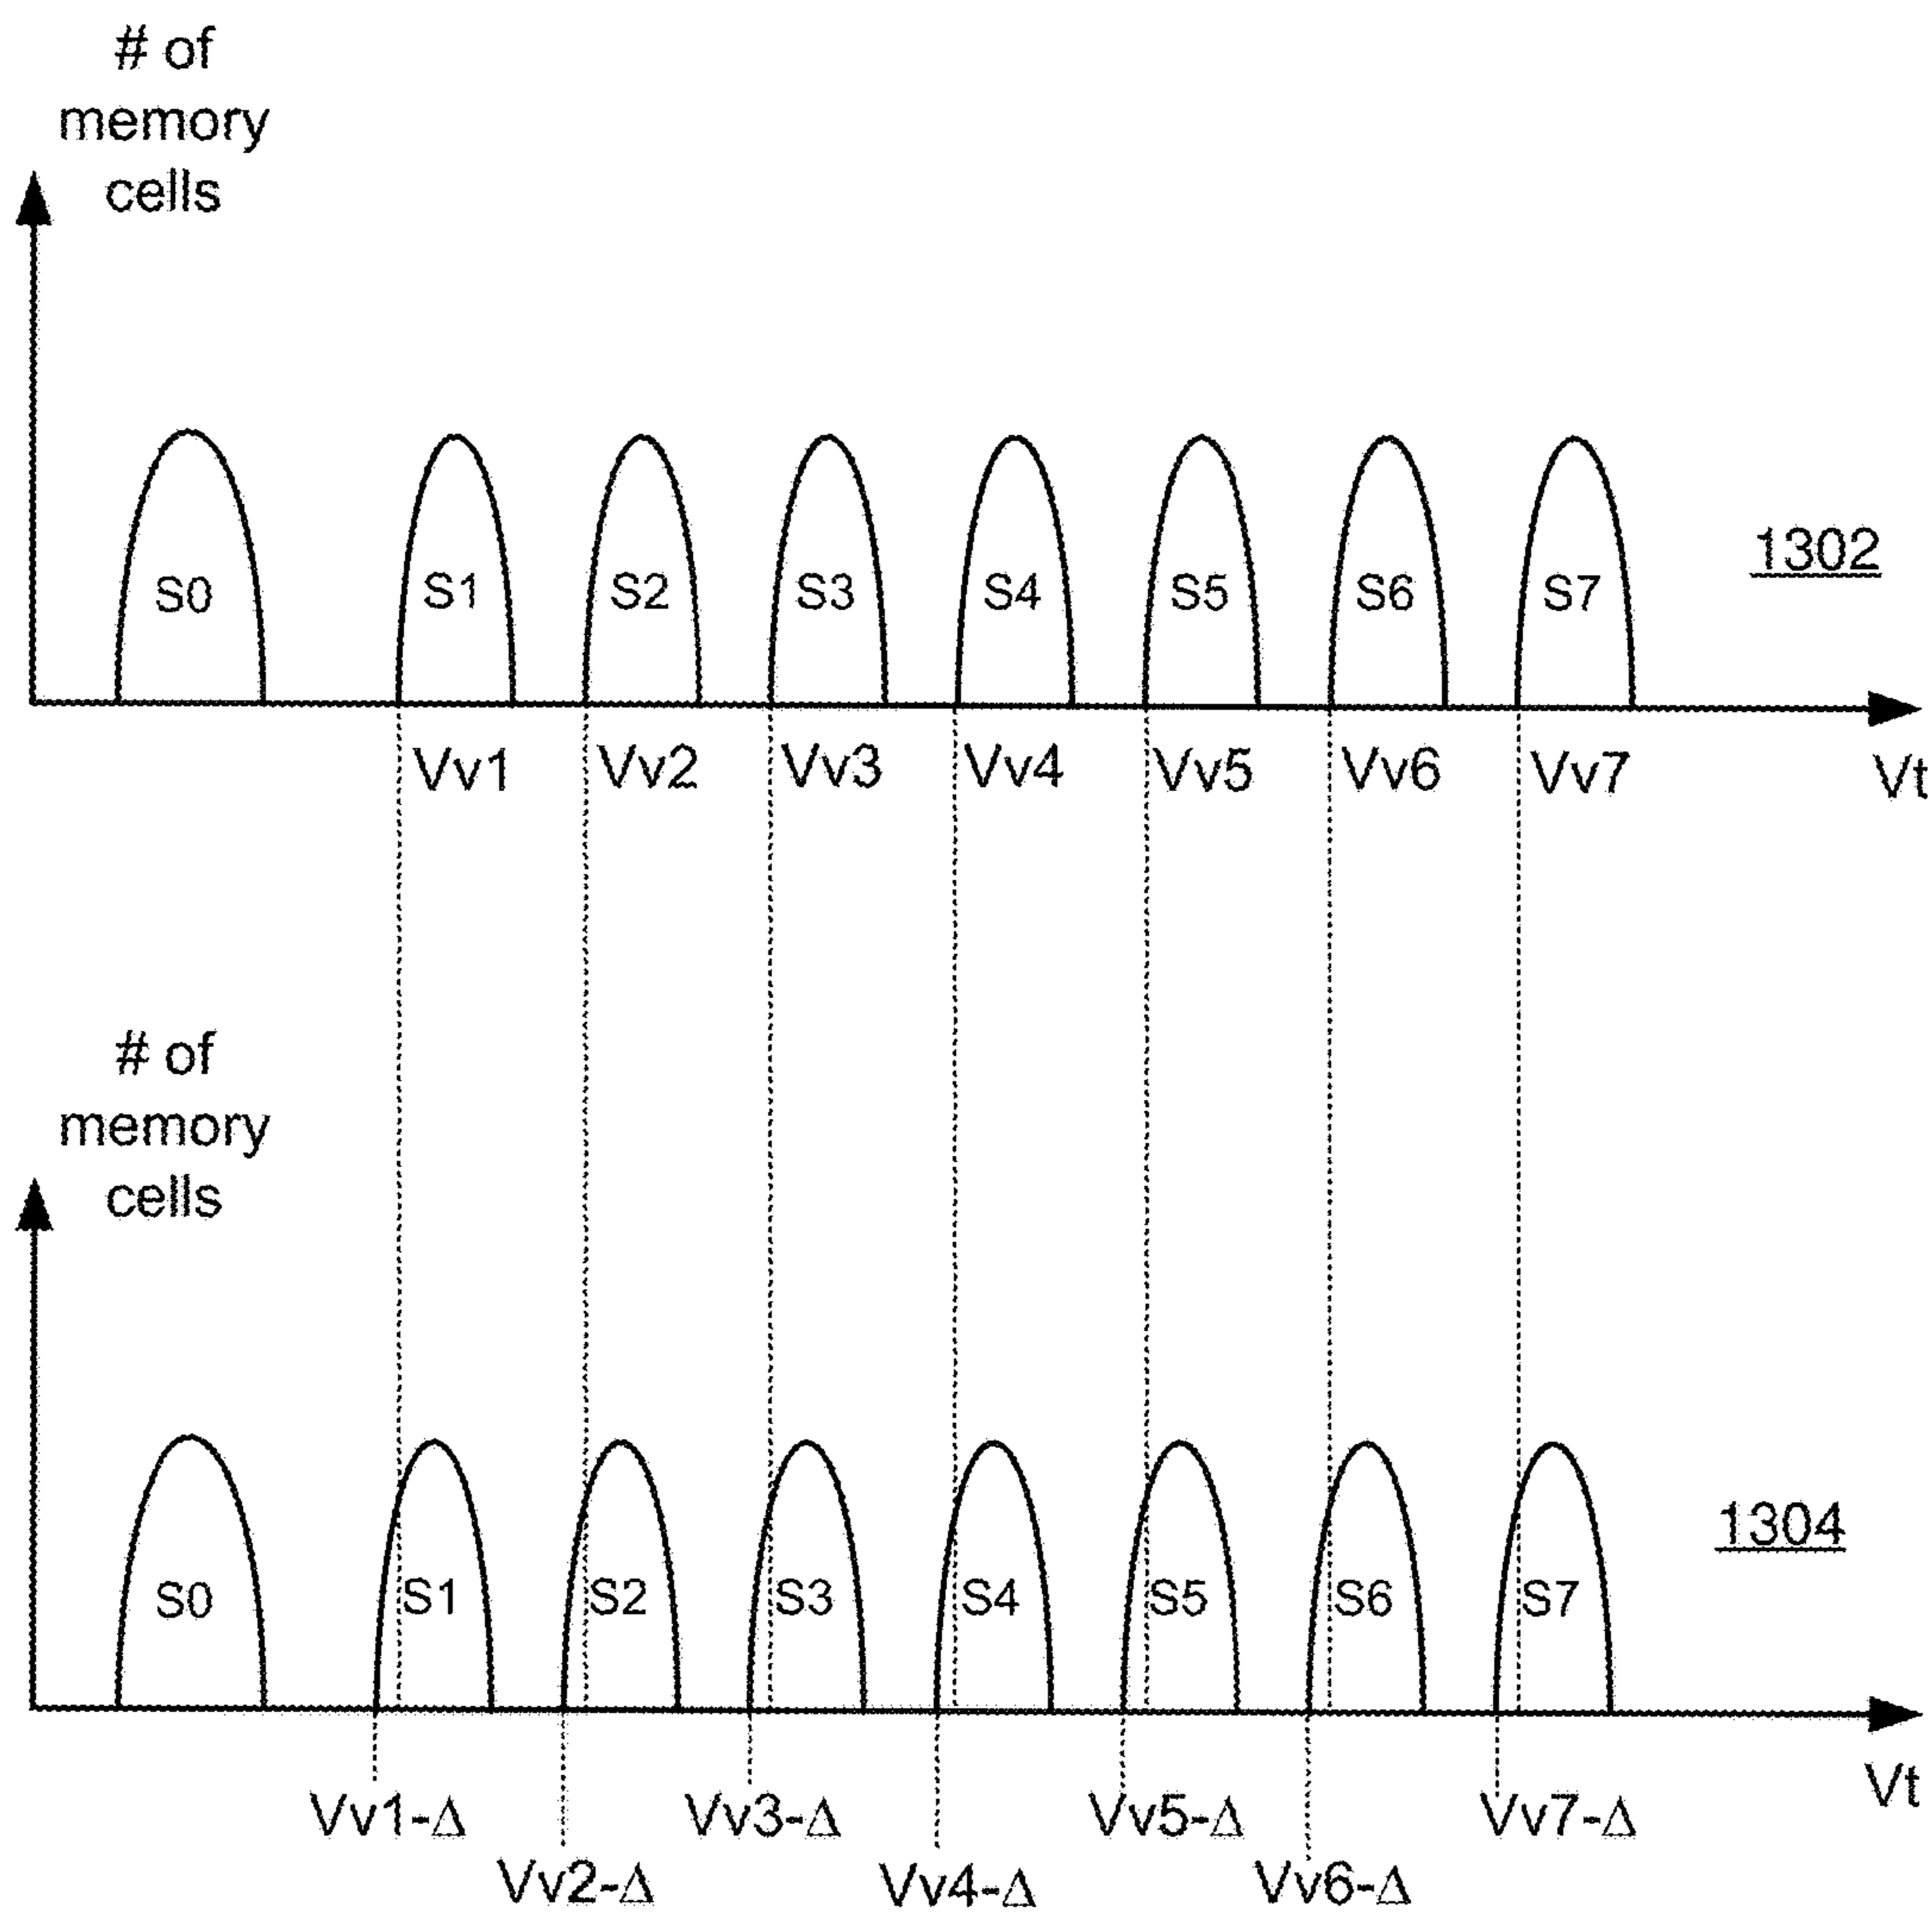 # of
memory
cells
S0 S1 S2 S3 S4 S5 S6 S7
1302
Vv1 Vv2 Vv3 Vv4 Vv5 Vv6 Vv7
Vt
# of
memory
cells
1304
S0 S1 S2 S3 S4 S5 S6 S7
Vt
Vv1-Δ Vv3-Δ Vv5-Δ Vv7-Δ
Vv2-Δ Vv4-Δ Vv6-Δ